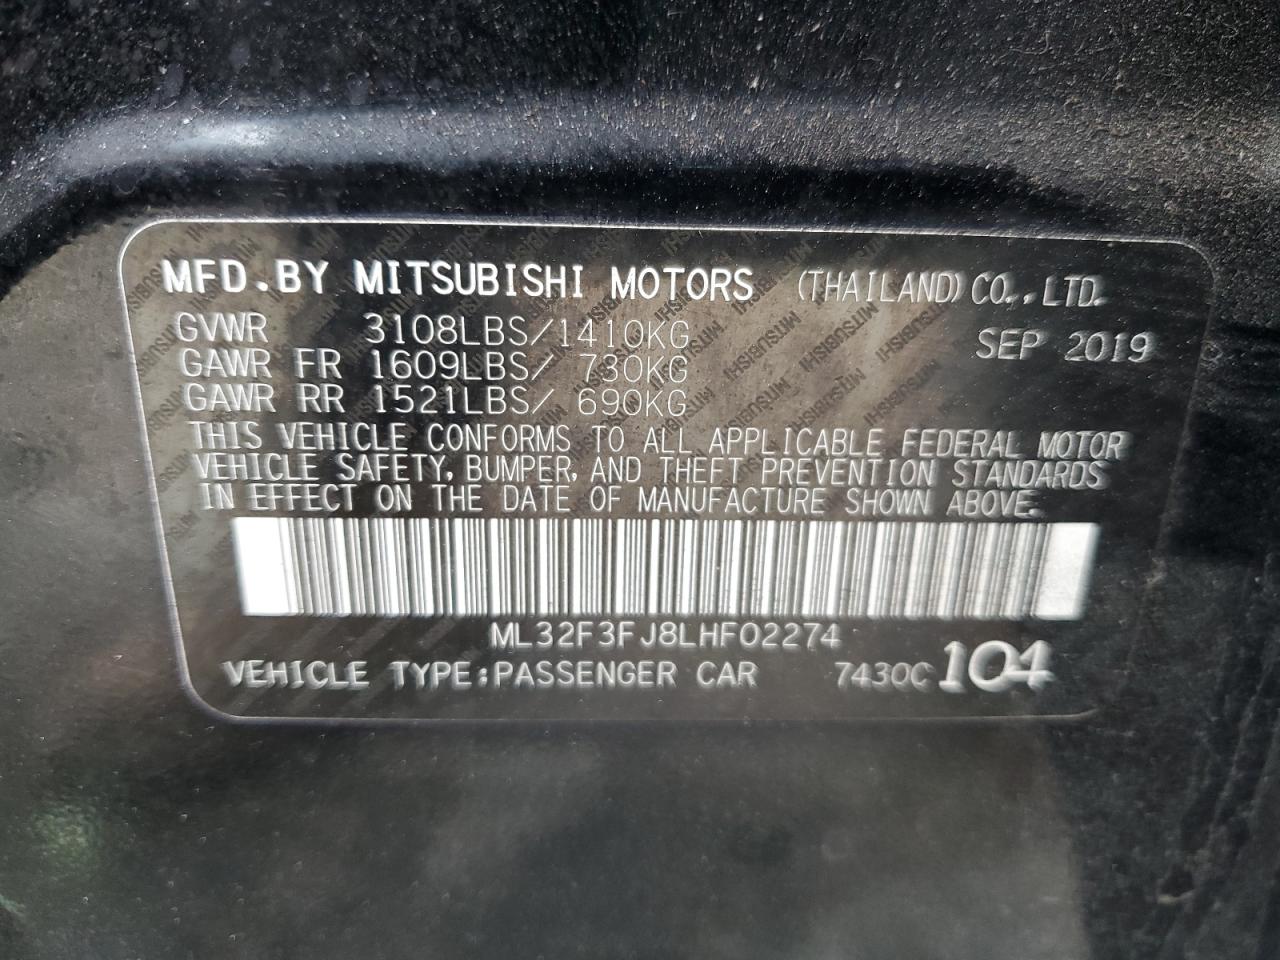 MFD.BY MITSUBISHI MOTORS (THAILAND) CO.,LTD.
GVWR 3108LBS/1410KG SEP 2019
GAWR FR 1609LBS/ 730KG
GAWR RR 1521LBS/ 690KG
THIS VEHICLE CONFORMS TO ALL APPLICABLE FEDERAL MOTOR
VEHICLE SAFETY, BUMPER, AND THEFT PREVENTION STANDARDS
IN EFFECT ON THE DATE OF MANUFACTURE SHOWN ABOVE.
ML32F3FJ8LHF02274
VEHICLE TYPE:PASSENGER CAR 7430C 104